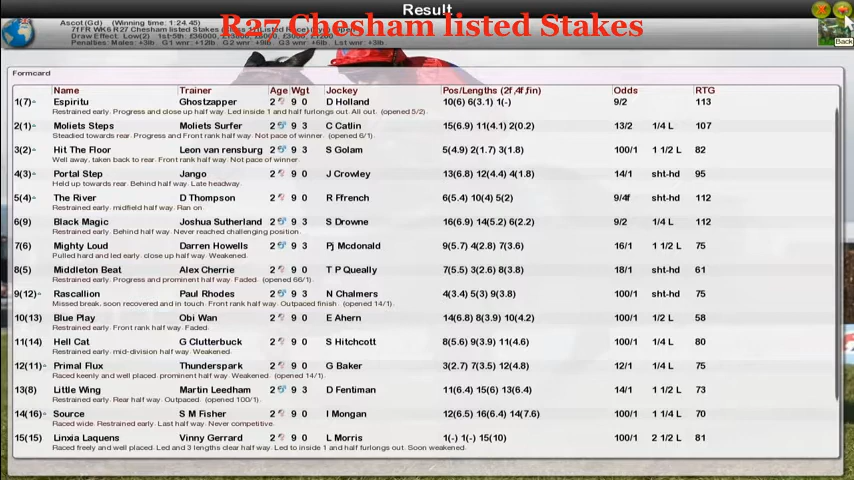 Result
R27 Chesham listed Stakes
Ascot(Gd) (Winning time: 1:24.45)
Back
Formcard
Name Trainer Age Wgt Jockey Pos/Lengths (2f,4f,fin) Odds RTG
1(7) Espiritu Ghostzapper 2 9 0 D Holland 10(6) 6(3.1) 1(-) 9/2 113
Restrained early. Progress and close up half way. Led inside 1 and half furlongs out. All out. (opened 5/2)
2(1) Moliets Steps Moliets Surfer 2 9 3 C Catlin 15(6.9) 11(4.1) 2(0.2) 13/2 1/4 L 107
Steadied towards rear. Progress and Front rank half way. Not pace of winner. (opened 6/1)
3(2) Hit The Floor Leon van rensburg 2 9 3 S Golam 5(4.9) 2(1.7) 3(1.8) 100/1 1 1/2 L 82
Well away, taken back to rear. Front rank half way. Not pace of winner.
4(3) Portal Step Jango 2 9 0 J Crowley 13(6.8) 12(4.4) 4(1.8) 14/1 sht-hd 95
Held up towards rear. Behind half way. Late headway.
5(4) The River D Thompson 2 9 0 R Ffrench 6(5.4) 10(4) 5(2) 9/4f sht-hd 112
Restrained early. midfield half way. Ran on.
6(9) Black Magic Joshua Sutherland 2 9 3 S Drowne 16(6.9) 14(5.2) 6(2.2) 9/2 1/4 L 112
Restrained early. Behind half way. Never reached challenging position.
7(6) Mighty Loud Darren Howells 2 9 3 Pj Mcdonald 9(5.7) 4(2.8) 7(3.6) 16/1 1 1/2 L 75
Pulled hard and led early. close up half way. Weakened.
8(5) Middleton Beat Alex Cherrie 2 9 0 T P Queally 7(5.5) 3(2.6) 8(3.8) 18/1 sht-hd 61
Restrained early. Progress and prominent half way. Faded. (opened 66/1)
9(12) Rascallion Paul Rhodes 2 9 3 N Chalmers 4(3.4) 5(3) 9(3.8) 100/1 sht-hd 75
Missed break, soon recovered and in touch. Front rank half way. Outpaced finish. (opened 14/1)
10(13) Blue Play Obi Wan 2 9 0 E Ahern 14(6.8) 8(3.9) 10(4.2) 100/1 1/2 L 58
Restrained early. Front rank half way. Faded.
11(14) Hell Cat G Clutterbuck 2 9 0 S Hitchcott 8(5.6) 9(3.9) 11(4.6) 100/1 1/4 L 80
Restrained early. mid-division half way. Weakened.
12(11) Primal Flux Thunderspark 2 9 0 G Baker 3(2.7) 7(3.5) 12(4.8) 12/1 1/4 L 75
Raced keenly and well placed. prominent half way. Weakened. (opened 14/1)
13(8) Little Wing Martin Leedham 2 9 3 D Fentiman 11(6.4) 15(6) 13(6.4) 14/1 1 1/2 L 73
Restrained early. Rear half way. Outpaced. (opened 100/1)
14(16) Source S M Fisher 2 9 0 I Mongan 12(6.5) 16(6.4) 14(7.6) 100/1 1 1/4 L 70
Raced wide. Restrained early. Last half way. Never competitive.
15(15) Linxia Laquens Vinny Gerrard 2 9 0 L Morris 1(-) 1(-) 15(10) 100/1 2 1/2 L 81
Raced freely and well placed. Led and 3 lengths clear half way. Led to inside 1 and half furlongs out. Soon weakened.